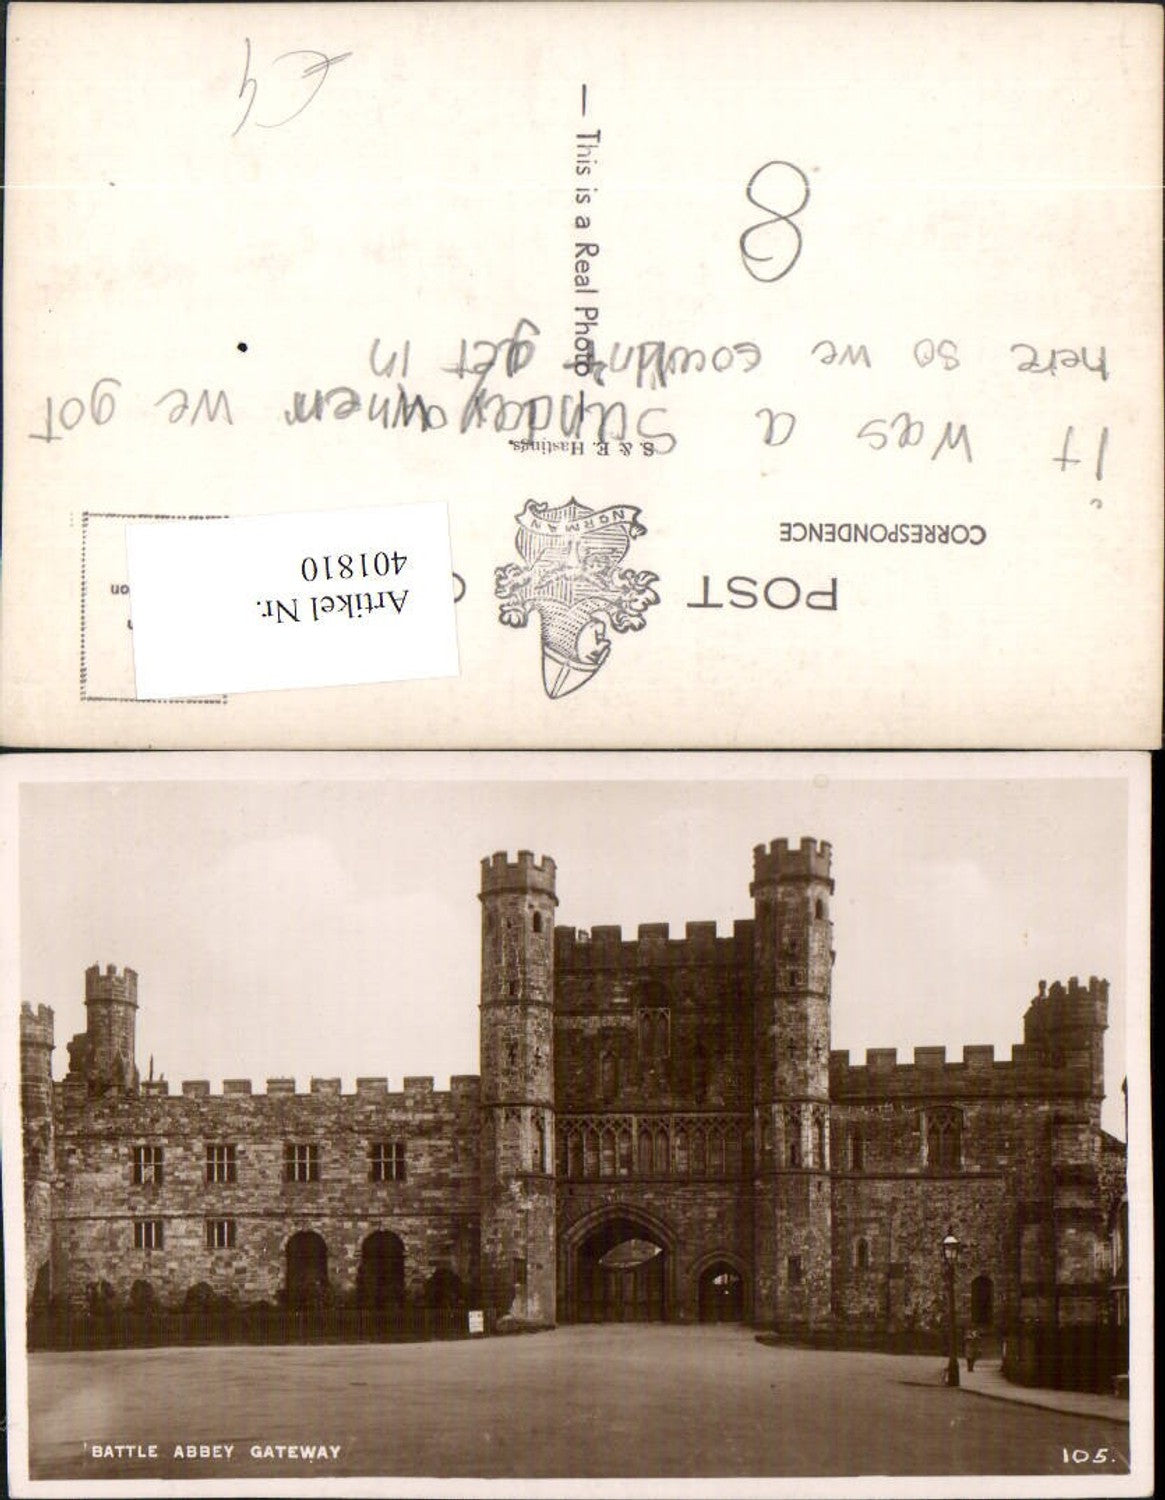 POST
CORRESPONDENCE
NORMAN
S. & E. Hastings.
Artikel Nr.
401810
on
it was a Sunday when we got
here so we couldn't get in
8
— This is a Real Photo
£4
BATTLE ABBEY GATEWAY
105.